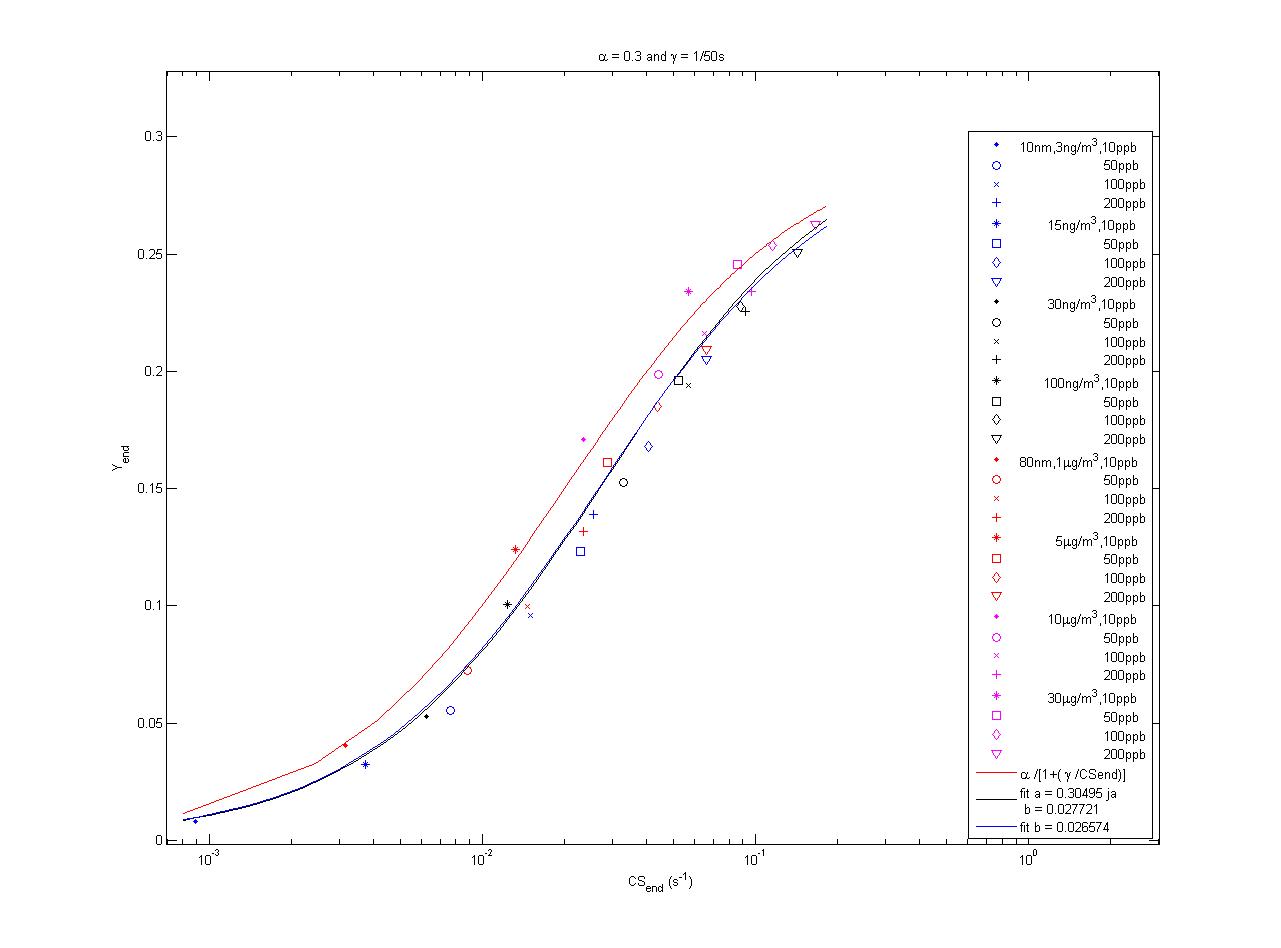 α = 0.3 and γ = 1/50s
0.3
0.25
0.2
0.15
0.1
0.05
0
Y_end
10^-3
10^-2
10^-1
10^0
CS_end (s^-1)
10nm,3ng/m^3,10ppb
50ppb
100ppb
200ppb
15ng/m^3,10ppb
50ppb
100ppb
200ppb
30ng/m^3,10ppb
50ppb
100ppb
200ppb
100ng/m^3,10ppb
50ppb
100ppb
200ppb
80nm,1μg/m^3,10ppb
50ppb
100ppb
200ppb
5μg/m^3,10ppb
50ppb
100ppb
200ppb
10μg/m^3,10ppb
50ppb
100ppb
200ppb
30μg/m^3,10ppb
50ppb
100ppb
200ppb
α /[1+( γ /CSend)]
fit a = 0.30495 ja
b = 0.027721
fit b = 0.026574